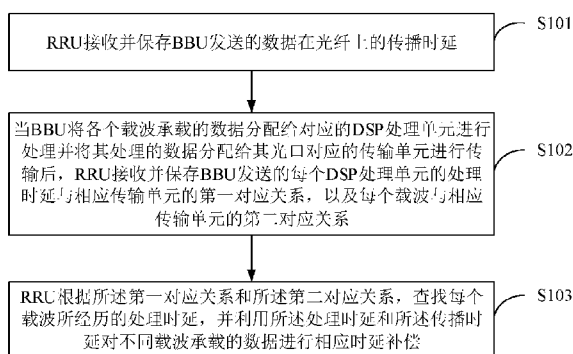 RRU接收并保存BBU发送的数据在光纤上的传播时延
S101
当BBU将各个载波承载的数据分配给对应的DSP处理单元进行
处理并将其处理的数据分配给其光口对应的传输单元进行传
输后，RRU接收并保存BBU发送的每个DSP处理单元的处理
时延与相应传输单元的第一对应关系，以及每个载波与相应
传输单元的第二对应关系
S102
RRU根据所述第一对应关系和所述第二对应关系，查找每个
载波所经历的处理时延，并利用所述处理时延和所述传播时
延对不同载波承载的数据进行相应时延补偿
S103